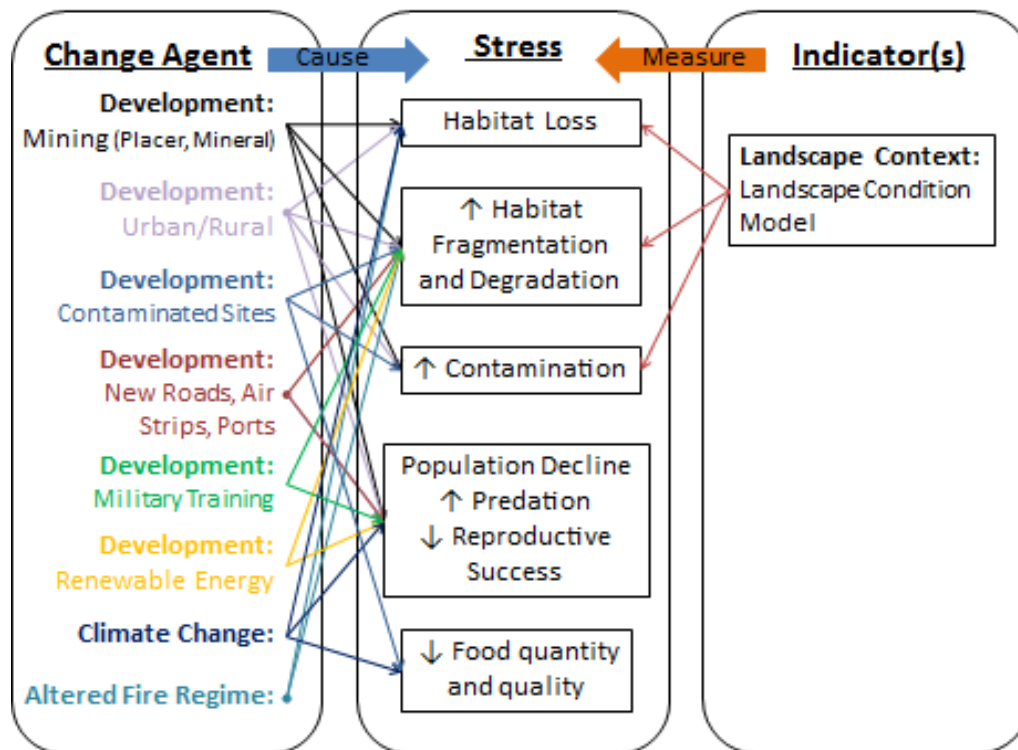 Change Agent
Cause
Development:
Mining (Placer, Mineral)
Development:
Urban/Rural
Development:
Contaminated Sites
Development:
New Roads, Air
Strips, Ports
Development:
Military Training
Development:
Renewable Energy
Climate Change:
Altered Fire Regime:
Stress
Habitat Loss
↑ Habitat
Fragmentation
and Degradation
↑ Contamination
Population Decline
↑ Predation
↓ Reproductive
Success
↓ Food quantity
and quality
Measure
Indicator(s)
Landscape Context:
Landscape Condition
Model